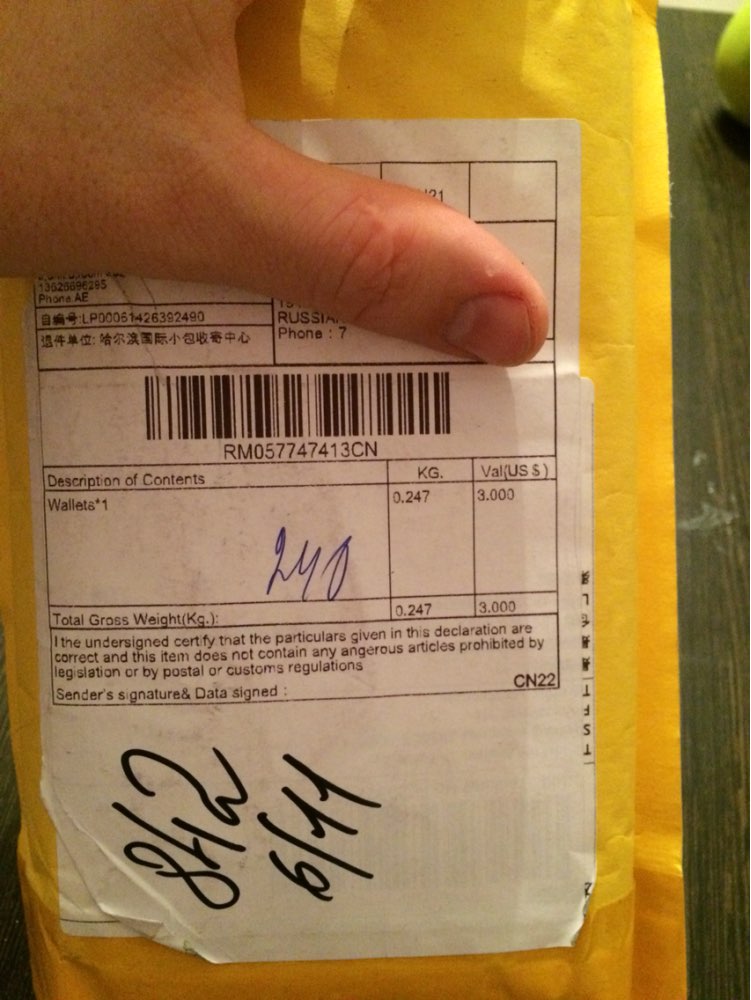 13626696295
Phone:AE
自编号:LP00061426392490
退件单位: 哈尔滨国际小包收寄中心
RUSSIA
Phone : 7
RM057747413CN
Description of Contents KG. Val(US $)
Wallets*1 0.247 3.000
240
Total Gross Weight(Kg.): 0.247 3.000
I the undersigned certify that the particulars given in this declaration are
correct and this item does not contain any angerous articles prohibited by
legislation or by postal or customs regulations
Sender's signature& Data signed :
CN22
6/11